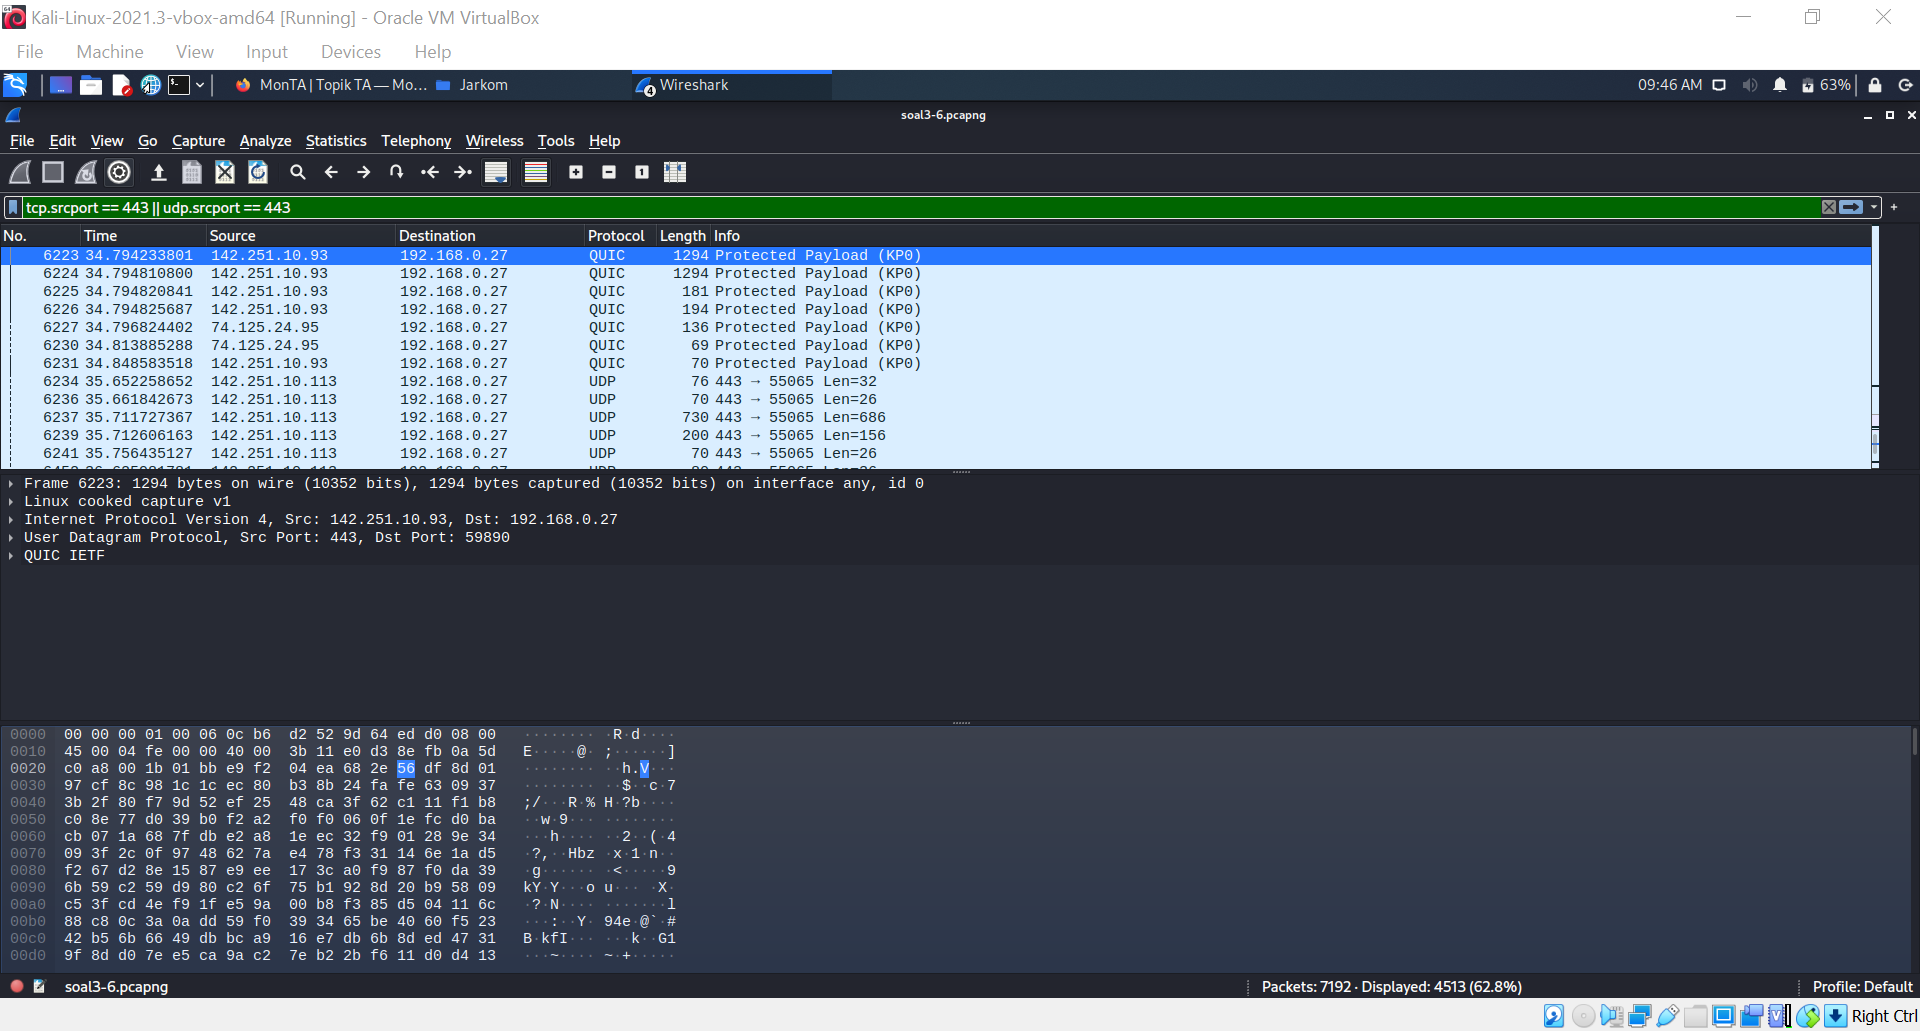 Kali-Linux-2021.3-vbox-amd64 [Running] - Oracle VM VirtualBox
File Machine View Input Devices Help
MonTA | Topik TA — Mo... Jarkom 4 Wireshark 09:46 AM 63%
soal3-6.pcapng
File Edit View Go Capture Analyze Statistics Telephony Wireless Tools Help
tcp.srcport == 443 || udp.srcport == 443
No. Time Source Destination Protocol Length Info
6223 34.794233801 142.251.10.93 192.168.0.27 QUIC 1294 Protected Payload (KP0)
6224 34.794810800 142.251.10.93 192.168.0.27 QUIC 1294 Protected Payload (KP0)
6225 34.794820841 142.251.10.93 192.168.0.27 QUIC 181 Protected Payload (KP0)
6226 34.794825687 142.251.10.93 192.168.0.27 QUIC 194 Protected Payload (KP0)
6227 34.796824402 74.125.24.95 192.168.0.27 QUIC 136 Protected Payload (KP0)
6230 34.813885288 74.125.24.95 192.168.0.27 QUIC 69 Protected Payload (KP0)
6231 34.848583518 142.251.10.93 192.168.0.27 QUIC 70 Protected Payload (KP0)
6234 35.652258652 142.251.10.113 192.168.0.27 UDP 76 443 → 55065 Len=32
6236 35.661842673 142.251.10.113 192.168.0.27 UDP 70 443 → 55065 Len=26
6237 35.711727367 142.251.10.113 192.168.0.27 UDP 730 443 → 55065 Len=686
6239 35.712606163 142.251.10.113 192.168.0.27 UDP 200 443 → 55065 Len=156
6241 35.756435127 142.251.10.113 192.168.0.27 UDP 70 443 → 55065 Len=26
Frame 6223: 1294 bytes on wire (10352 bits), 1294 bytes captured (10352 bits) on interface any, id 0
Linux cooked capture v1
Internet Protocol Version 4, Src: 142.251.10.93, Dst: 192.168.0.27
User Datagram Protocol, Src Port: 443, Dst Port: 59890
QUIC IETF
0000 00 00 00 01 00 06 0c b6 d2 52 9d 64 ed d0 08 00 ········ ·R·d····
0010 45 00 04 fe 00 00 40 00 3b 11 e0 d3 8e fb 0a 5d E·····@· ;······]
0020 c0 a8 00 1b 01 bb e9 f2 04 ea 68 2e 56 df 8d 01 ········ ··h.V···
0030 97 cf 8c 98 1c 1c ec 80 b3 8b 24 fa fe 63 09 37 ········ ··$··c·7
0040 3b 2f 80 f7 9d 52 ef 25 48 ca 3f 62 c1 11 f1 b8 ;/···R·% H·?b····
0050 c0 8e 77 d0 39 b0 f2 a2 f0 f0 06 0f 1e fc d0 ba ··w·9··· ········
0060 cb 07 1a 68 7f db e2 a8 1e ec 32 f9 01 28 9e 34 ···h···· ··2··(·4
0070 09 3f 2c 0f 97 48 62 7a e4 78 f3 31 14 6e 1a d5 ·?,··Hbz ·x·1·n··
0080 f2 67 d2 8e 15 87 e9 ee 17 3c a0 f9 87 f0 da 39 ·g······ ·<·····9
0090 6b 59 c2 59 d9 80 c2 6f 75 b1 92 8d 20 b9 58 09 kY·Y···o u··· ·X·
00a0 c5 3f cd 4e f9 1f e5 9a 00 b8 f3 85 d5 04 11 6c ·?·N···· ·······l
00b0 88 c8 0c 3a 0a dd 59 f0 39 34 65 be 40 60 f5 23 ···:··Y· 94e·@`·#
00c0 42 b5 6b 66 49 db bc a9 16 e7 db 6b 8d ed 47 31 B·kfI··· ···k··G1
00d0 9f 8d d0 7e e5 ca 9a c2 7e b2 2b f6 11 d0 d4 13 ···~···· ~·+·····
soal3-6.pcapng Packets: 7192 · Displayed: 4513 (62.8%) Profile: Default
Right Ctrl